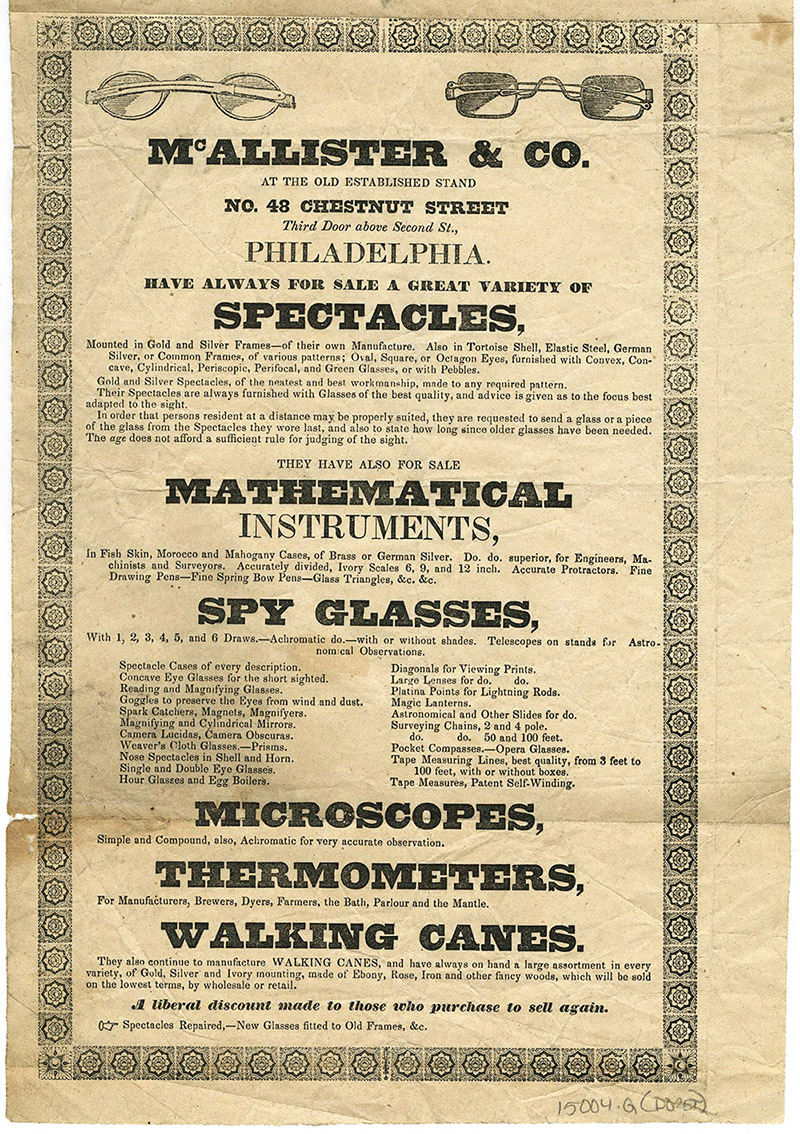 McALLISTER & CO.
AT THE OLD ESTABLISHED STAND
NO. 48 CHESTNUT STREET
Third Door above Second St.,
PHILADELPHIA.
HAVE ALWAYS FOR SALE A GREAT VARIETY OF
SPECTACLES,
Mounted in Gold and Silver Frames—of their own Manufacture. Also in Tortoise Shell, Elastic Steel, German
Silver, or Common Frames, of various patterns; Oval, Square, or Octagon Eyes, furnished with Convex, Con-
cave, Cylindrical, Periscopic, Perifocal, and Green Glasses, or with Pebbles.
Gold and Silver Spectacles, of the neatest and best workmanship, made to any required pattern.
Their Spectacles are always furnished with Glasses of the best quality, and advice is given as to the focus best
adapted to the sight.
In order that persons resident at a distance may be properly suited, they are requested to send a glass or a piece
of the glass from the Spectacles they wore last, and also to state how long since older glasses have been needed.
The age does not afford a sufficient rule for judging of the sight.
THEY HAVE ALSO FOR SALE
MATHEMATICAL
INSTRUMENTS,
In Fish Skin, Morocco and Mahogany Cases, of Brass or German Silver. Do. do. superior, for Engineers, Ma-
chinists and Surveyors. Accurately divided, Ivory Scales 6, 9, and 12 inch. Accurate Protractors. Fine
Drawing Pens—Fine Spring Bow Pens—Glass Triangles, &c. &c.
SPY GLASSES,
With 1, 2, 3, 4, 5, and 6 Draws.—Achromatic do.—with or without shades. Telescopes on stands for Astro-
nomical Observations.
Spectacle Cases of every description.
Concave Eye Glasses for the short sighted.
Reading and Magnifying Glasses.
Goggles to preserve the Eyes from wind and dust.
Spark Catchers, Magnets, Magnifyers.
Magnifying and Cylindrical Mirrors.
Camera Lucidas, Camera Obscuras.
Weaver's Cloth Glasses.—Prisms.
Nose Spectacles in Shell and Horn.
Single and Double Eye Glasses.
Hour Glasses and Egg Boilers.
Diagonals for Viewing Prints.
Large Lenses for do. do.
Platina Points for Lightning Rods.
Magic Lanterns.
Astronomical and Other Slides for do.
Surveying Chains, 2 and 4 pole.
do. do. 50 and 100 feet.
Pocket Compasses.—Opera Glasses.
Tape Measuring Lines, best quality, from 3 feet to
100 feet, with or without boxes.
Tape Measures, Patent Self-Winding.
MICROSCOPES,
Simple and Compound, also, Achromatic for very accurate observation.
THERMOMETERS,
For Manufacturers, Brewers, Dyers, Farmers, the Bath, Parlour and the Mantle.
WALKING CANES.
They also continue to manufacture WALKING CANES, and have always on hand a large assortment in every
variety, of Gold, Silver and Ivory mounting, made of Ebony, Rose, Iron and other fancy woods, which will be sold
on the lowest terms, by wholesale or retail.
A liberal discount made to those who purchase to sell again.
☞ Spectacles Repaired,—New Glasses fitted to Old Frames, &c.
15004.Q